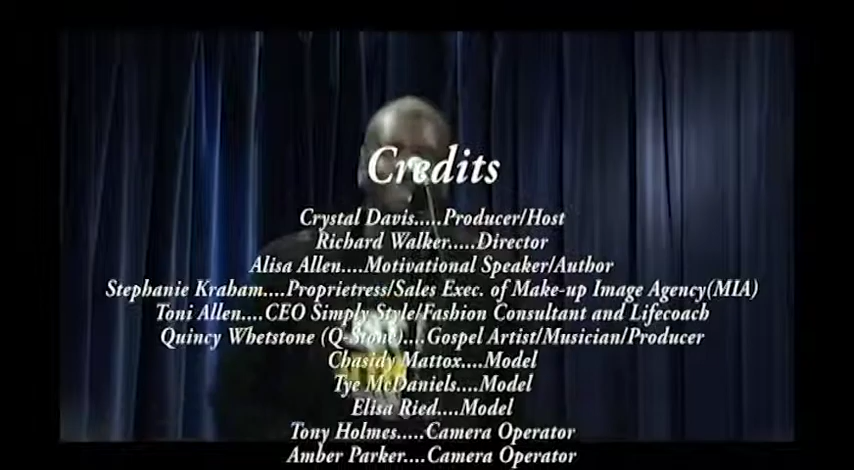 Credits
Crystal Davis.....Producer/Host
Richard Walker.....Director
Alisa Allen....Motivational Speaker/Author
Stephanie Kraham....Proprietress/Sales Exec. of Make-up Image Agency(MIA)
Toni Allen....CEO Simply Style/Fashion Consultant and Lifecoach
Quincy Whetstone (Q-Stone)....Gospel Artist/Musician/Producer
Chasidy Mattox....Model
Tye McDaniels....Model
Elisa Ried....Model
Tony Holmes.....Camera Operator
Amber Parker....Camera Operator